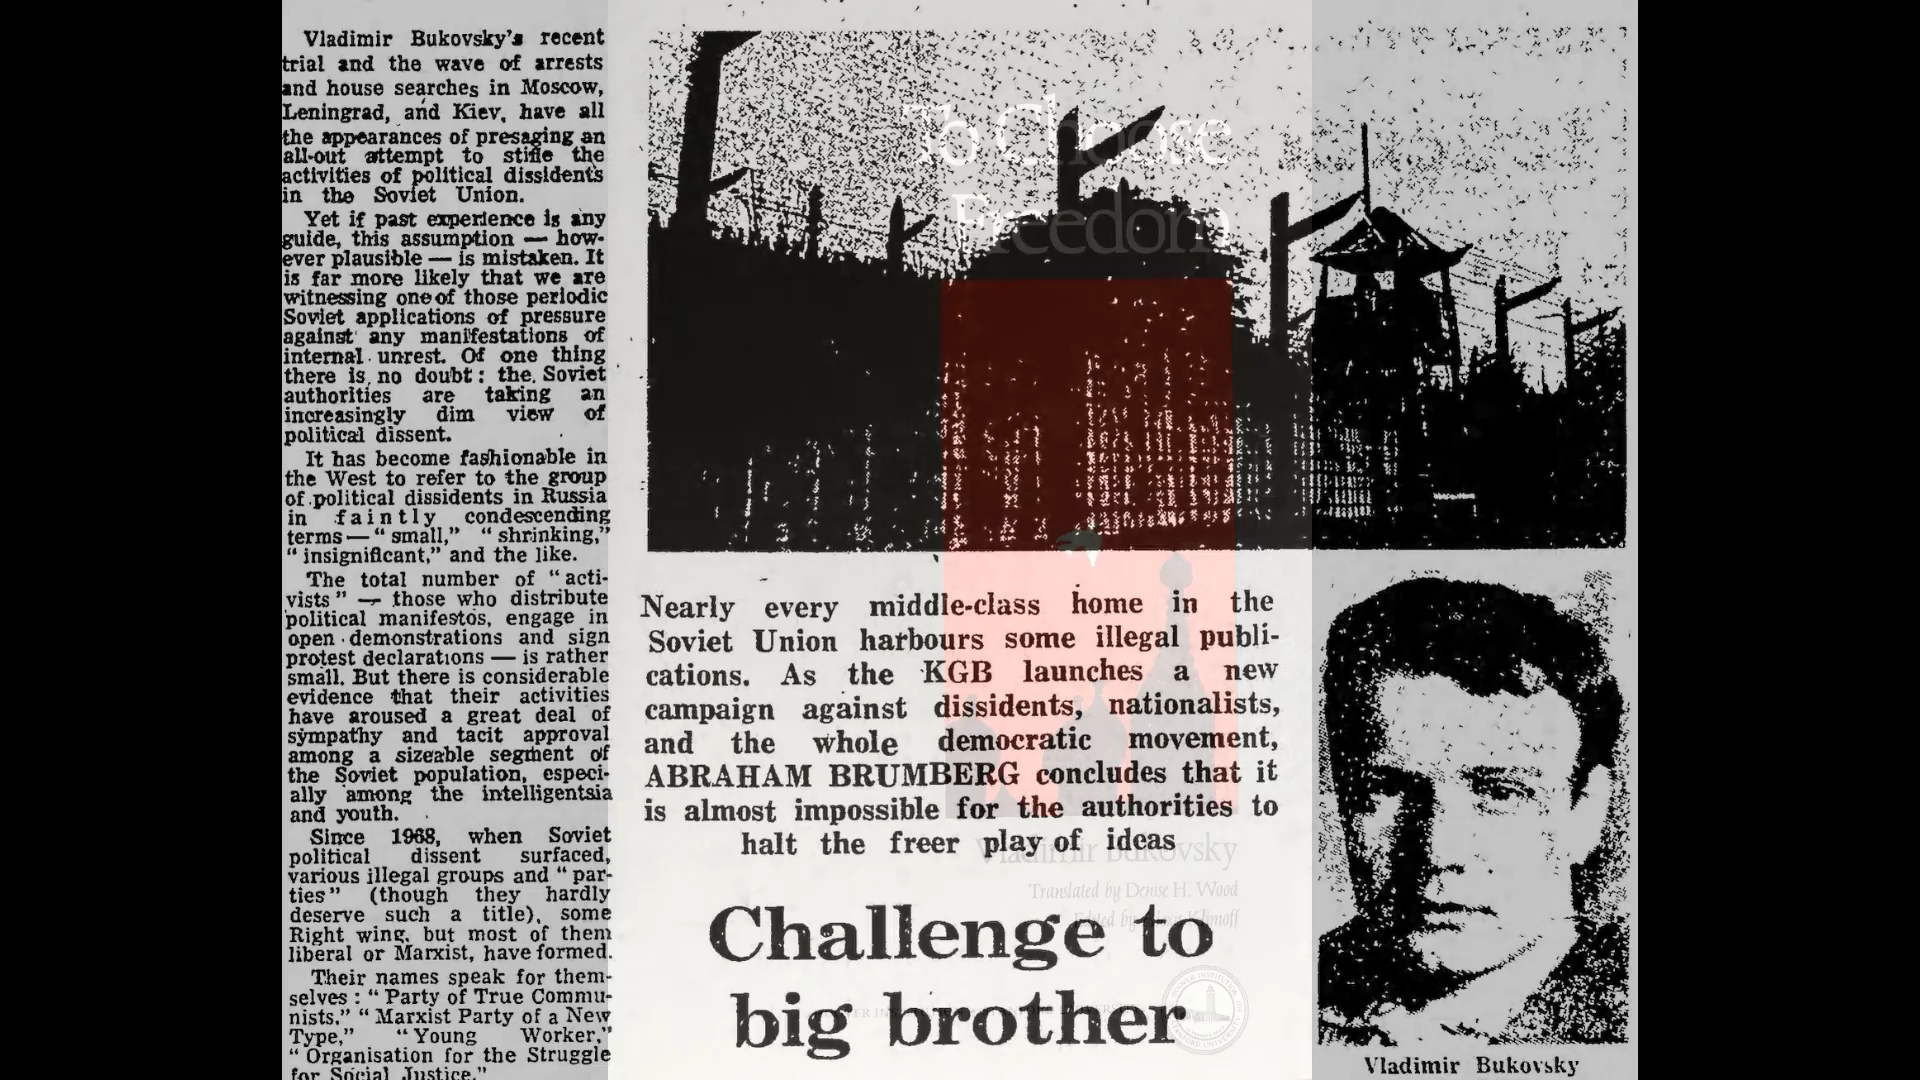 Vladimir Bukovsky's recent
trial and the wave of arrests
and house searches in Moscow,
Leningrad, and Kiev, have all
the appearances of presaging an
all-out attempt to stifle the
activities of political dissidents
in the Soviet Union.
Yet if past experience is any
guide, this assumption — how-
ever plausible — is mistaken. It
is far more likely that we are
witnessing one of those periodic
Soviet applications of pressure
against any manifestations of
internal unrest. Of one thing
there is no doubt: the Soviet
authorities are taking an
increasingly dim view of
political dissent.
It has become fashionable in
the West to refer to the group
of political dissidents in Russia
in faintly condescending
terms — "small," "shrinking,"
"insignificant," and the like.
The total number of "acti-
vists" — those who distribute
political manifestos, engage in
open demonstrations and sign
protest declarations — is rather
small. But there is considerable
evidence that their activities
have aroused a great deal of
sympathy and tacit approval
among a sizeable segment of
the Soviet population, especi-
ally among the intelligentsia
and youth.
Since 1968, when Soviet
political dissent surfaced,
various illegal groups and "par-
ties" (though they hardly
deserve such a title), some
Right wing, but most of them
liberal or Marxist, have formed.
Their names speak for them-
selves: "Party of True Commu-
nists," "Marxist Party of a New
Type," "Young Worker,"
"Organisation for the Struggle
for Social Justice."
To Choose
Freedom
Nearly every middle-class home in the
Soviet Union harbours some illegal publi-
cations. As the KGB launches a new
campaign against dissidents, nationalists,
and the whole democratic movement,
ABRAHAM BRUMBERG concludes that it
is almost impossible for the authorities to
halt the freer play of ideas
Vladimir Bukovsky
Translated by Denise H. Wood
Edited by Klimoff
Challenge to
big brother
Vladimir Bukovsky